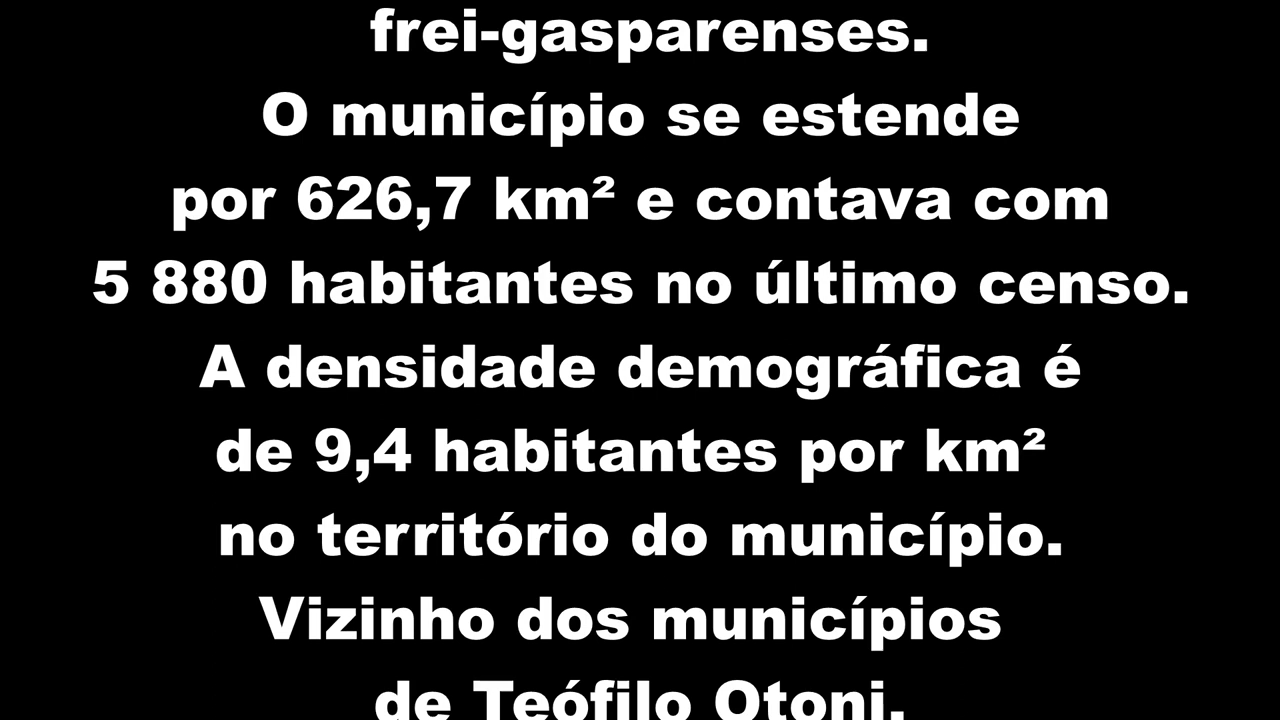 frei-gasparenses.
O município se estende
por 626,7 km² e contava com
5 880 habitantes no último censo.
A densidade demográfica é
de 9,4 habitantes por km²
no território do município.
Vizinho dos municípios
de Teófilo Otoni,